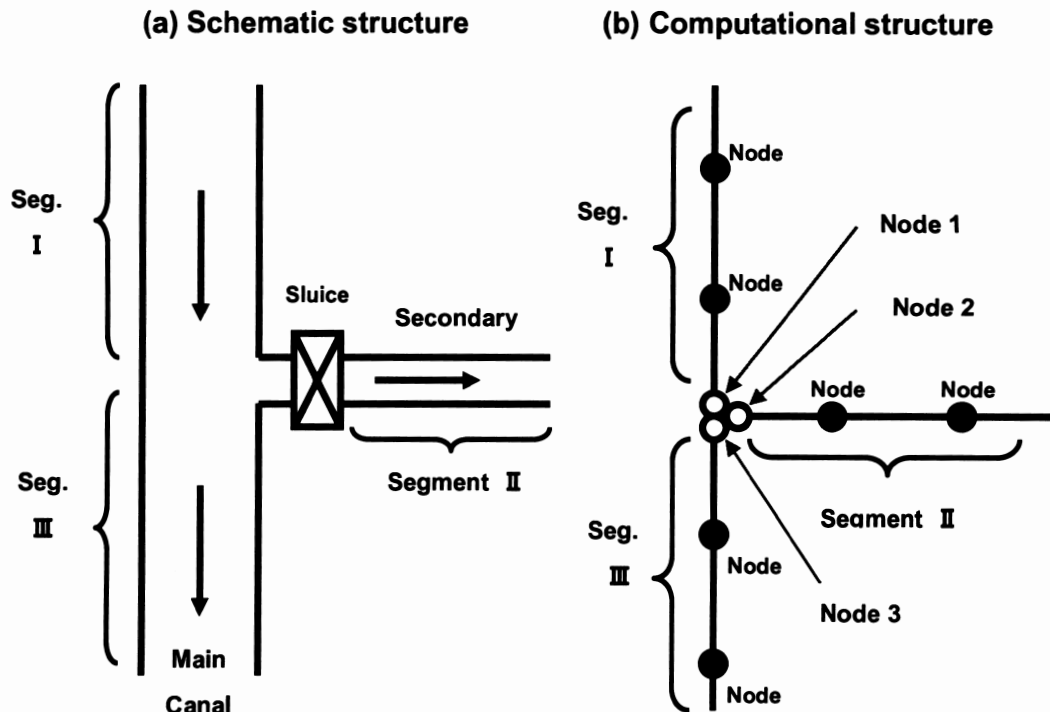 (a) Schematic structure
Seg.
Ⅰ
Sluice
Secondary
Segment Ⅱ
Seg.
Ⅲ
Main
Canal
(b) Computational structure
Node
Seg.
Ⅰ
Node 1
Node
Node 2
Node
Node
Segment Ⅱ
Seg.
Ⅲ
Node
Node 3
Node